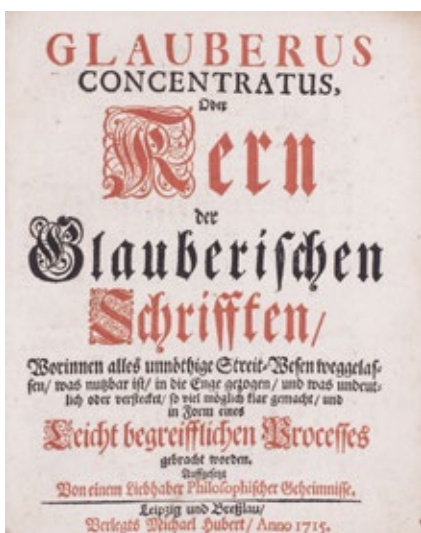 GLAUBERUS
CONCENTRATUS,
Oder
Kern
der
Glauberiſchen
Schrifften/
Worinnen alles unnöthige Streit-Weſen weggelaſ-
ſen/ was nutzbar iſt/ in die Enge gezogen/ und was undeut-
lich oder verſtecket/ ſo viel möglich klar gemacht/ und
in Form eines
Leicht begreifflichen Proceſſes
gebracht worden.
Auffgeſetzt
Von einem Liebhaber Philoſophiſcher Geheimniſſe.
Leipzig und Breßlau/
Verlegts Michael Hubert/ Anno 1715.